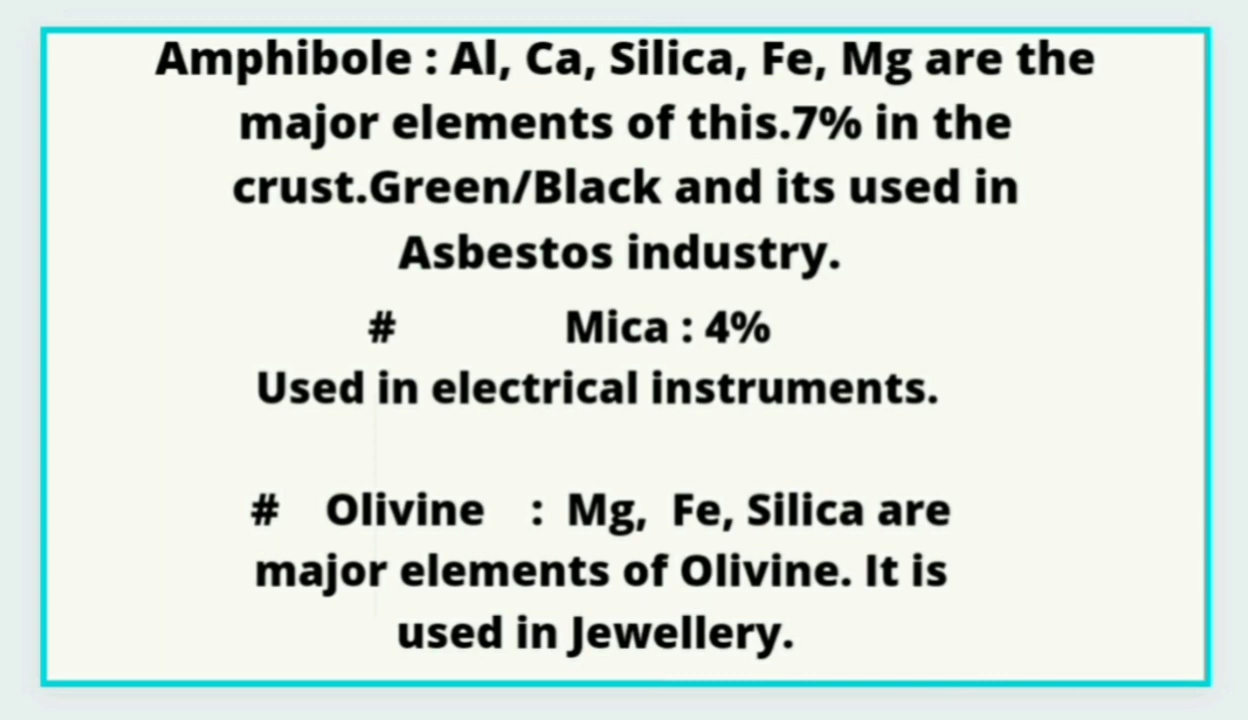 Amphibole : Al, Ca, Silica, Fe, Mg are the
major elements of this.7% in the
crust.Green/Black and its used in
Asbestos industry.
# Mica : 4%
Used in electrical instruments.
# Olivine : Mg, Fe, Silica are
major elements of Olivine. It is
used in Jewellery.